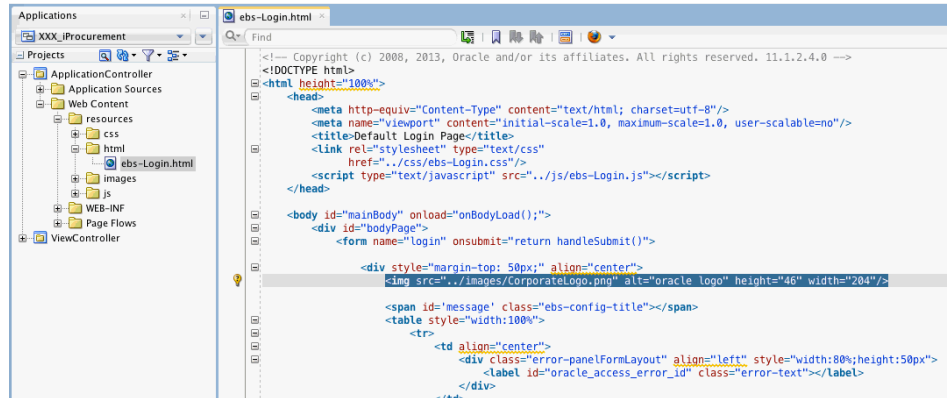 Applications
XXX_iProcurement
Projects
ApplicationController
Application Sources
Web Content
resources
css
html
ebs-Login.html
images
js
WEB-INF
Page Flows
ViewController
ebs-Login.html
Find
<!-- Copyright (c) 2008, 2013, Oracle and/or its affiliates. All rights reserved. 11.1.2.4.0 -->
<!DOCTYPE html>
<html height="100%">
<head>
<meta http-equiv="Content-Type" content="text/html; charset=utf-8"/>
<meta name="viewport" content="initial-scale=1.0, maximum-scale=1.0, user-scalable=no"/>
<title>Default Login Page</title>
<link rel="stylesheet" type="text/css"
href="../css/ebs-Login.css"/>
<script type="text/javascript" src="../js/ebs-Login.js"></script>
</head>
<body id="mainBody" onload="onBodyLoad();">
<div id="bodyPage">
<form name="login" onsubmit="return handleSubmit()">
<div style="margin-top: 50px;" align="center">
<img src="../images/CorporateLogo.png" alt="oracle logo" height="46" width="204"/>
<span id='message' class="ebs-config-title"></span>
<table style="width:100%">
<tr>
<td align="center">
<div class="error-panelFormLayout" align="left" style="width:80%;height:50px">
<label id="oracle_access_error_id" class="error-text"></label>
</div>
</td>